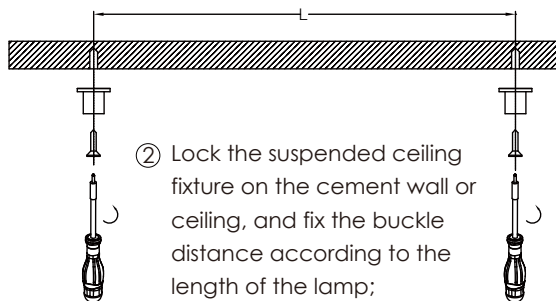 L
② Lock the suspended ceiling
fixture on the cement wall or
ceiling, and fix the buckle
distance according to the
length of the lamp;